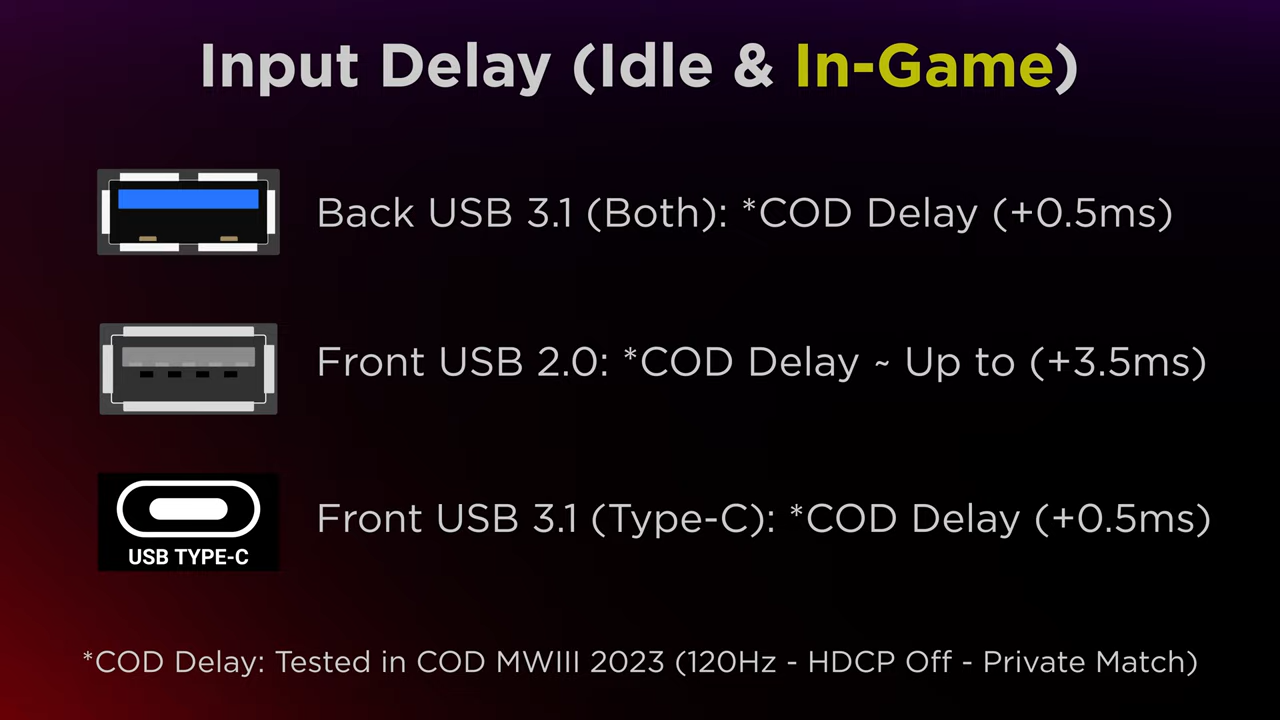 Input Delay (Idle & In-Game)
Back USB 3.1 (Both): *COD Delay (+0.5ms)
Front USB 2.0: *COD Delay ~ Up to (+3.5ms)
USB TYPE-C
Front USB 3.1 (Type-C): *COD Delay (+0.5ms)
*COD Delay: Tested in COD MWIII 2023 (120Hz - HDCP Off - Private Match)